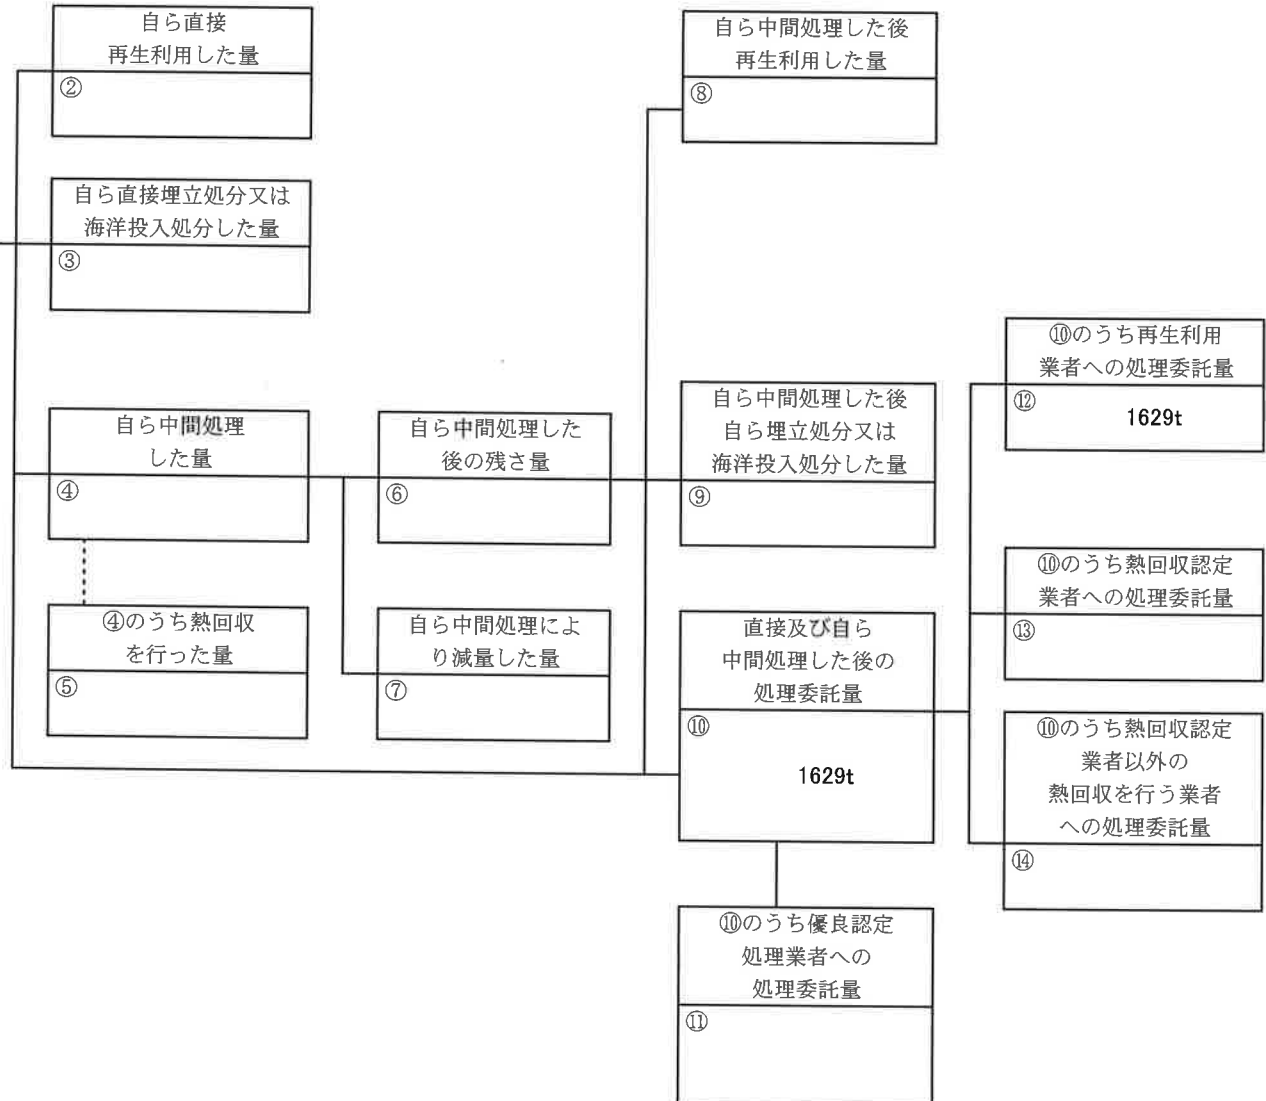 自ら直接
再生利用した量
②
自ら直接埋立処分又は
海洋投入処分した量
③
自ら中間処理
した量
④
④のうち熱回収
を行った量
⑤
自ら中間処理した
後の残さ量
⑥
自ら中間処理によ
り減量した量
⑦
自ら中間処理した後
再生利用した量
⑧
自ら中間処理した後
自ら埋立処分又は
海洋投入処分した量
⑨
直接及び自ら
中間処理した後の
処理委託量
⑩
1629t
⑩のうち優良認定
処理業者への
処理委託量
⑪
⑩のうち再生利用
業者への処理委託量
⑫
1629t
⑩のうち熱回収認定
業者への処理委託量
⑬
⑩のうち熱回収認定
業者以外の
熱回収を行う業者
への処理委託量
⑭